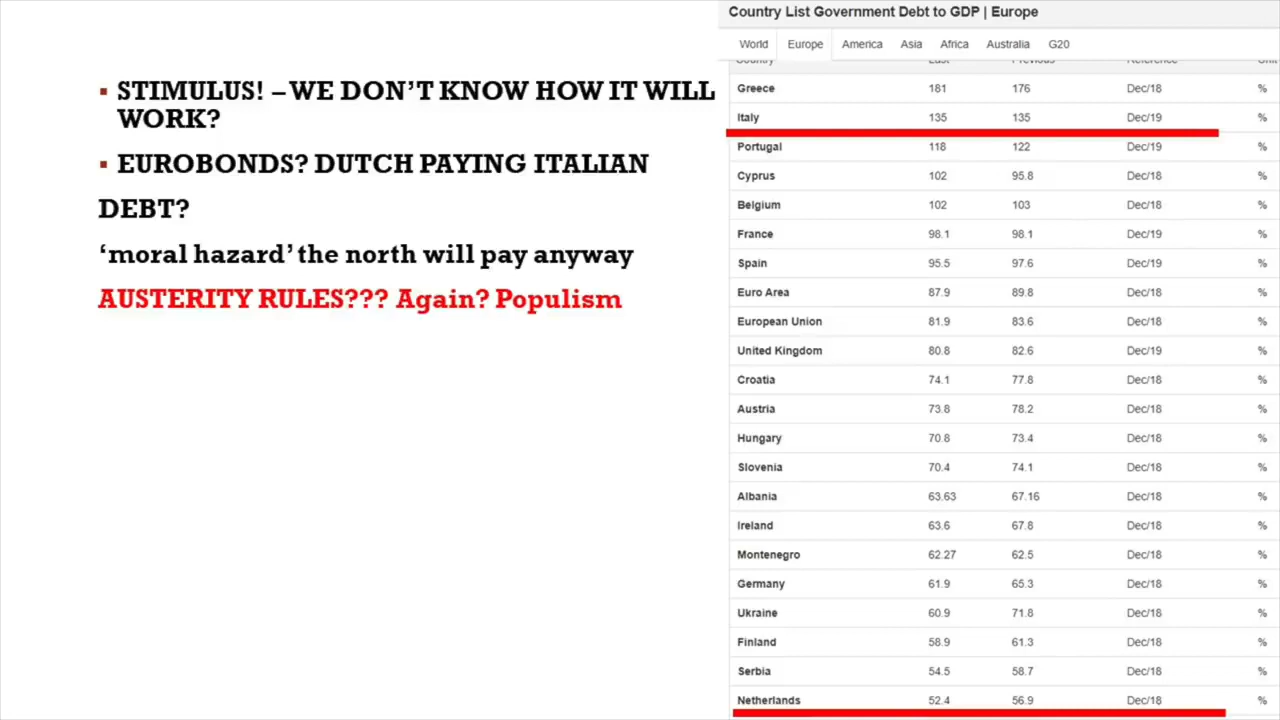 Country List Government Debt to GDP | Europe
World Europe America Asia Africa Australia G20
▪ STIMULUS! – WE DON'T KNOW HOW IT WILL
WORK?
▪ EUROBONDS? DUTCH PAYING ITALIAN
DEBT?
‘moral hazard’ the north will pay anyway
AUSTERITY RULES??? Again? Populism
Country Last Previous Reference
Greece 181 176 Dec/18 %
Italy 135 135 Dec/19 %
Portugal 118 122 Dec/19 %
Cyprus 102 95.8 Dec/18 %
Belgium 102 103 Dec/18 %
France 98.1 98.1 Dec/19 %
Spain 95.5 97.6 Dec/19 %
Euro Area 87.9 89.8 Dec/18 %
European Union 81.9 83.6 Dec/18 %
United Kingdom 80.8 82.6 Dec/19 %
Croatia 74.1 77.8 Dec/18 %
Austria 73.8 78.2 Dec/18 %
Hungary 70.8 73.4 Dec/18 %
Slovenia 70.4 74.1 Dec/18 %
Albania 63.63 67.16 Dec/18 %
Ireland 63.6 67.8 Dec/18 %
Montenegro 62.27 62.5 Dec/18 %
Germany 61.9 65.3 Dec/18 %
Ukraine 60.9 71.8 Dec/18 %
Finland 58.9 61.3 Dec/18 %
Serbia 54.5 58.7 Dec/18 %
Netherlands 52.4 56.9 Dec/18 %